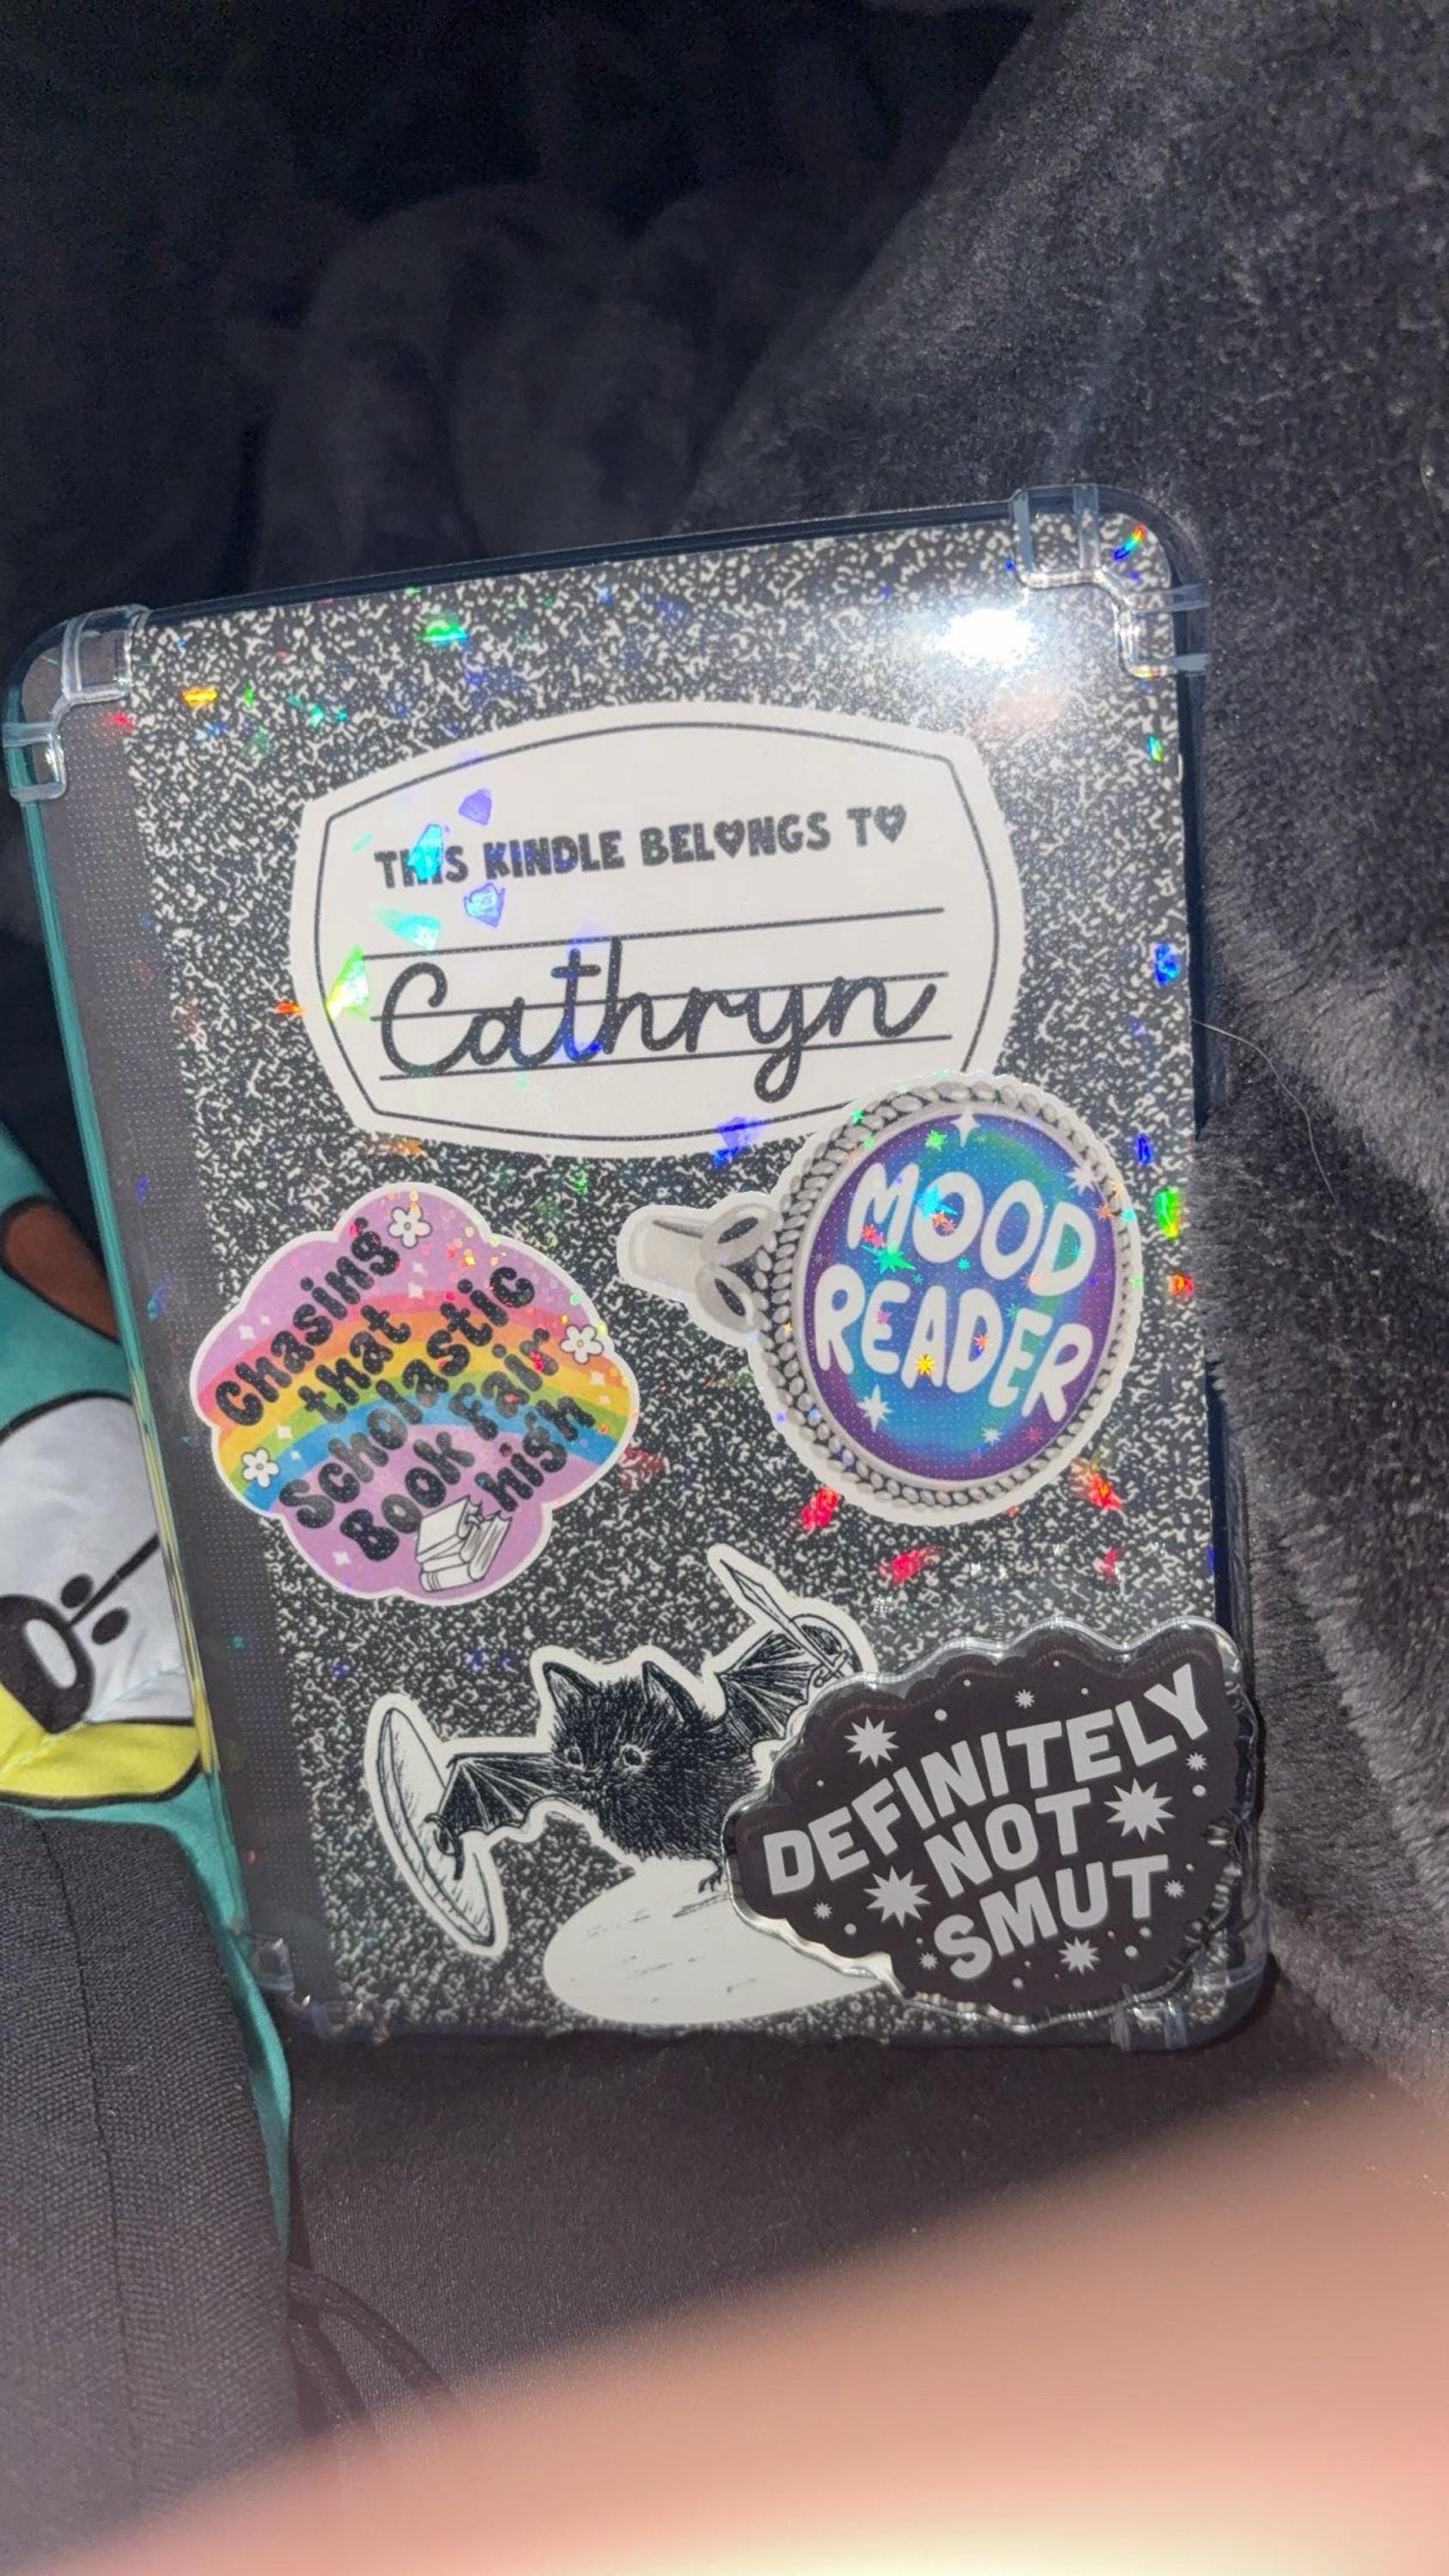 THIS KINDLE BELONGS TO
Cathryn
MOOD
READER
Chasing
that
Scholastic
Book Fair
high
DEFINITELY
NOT
SMUT